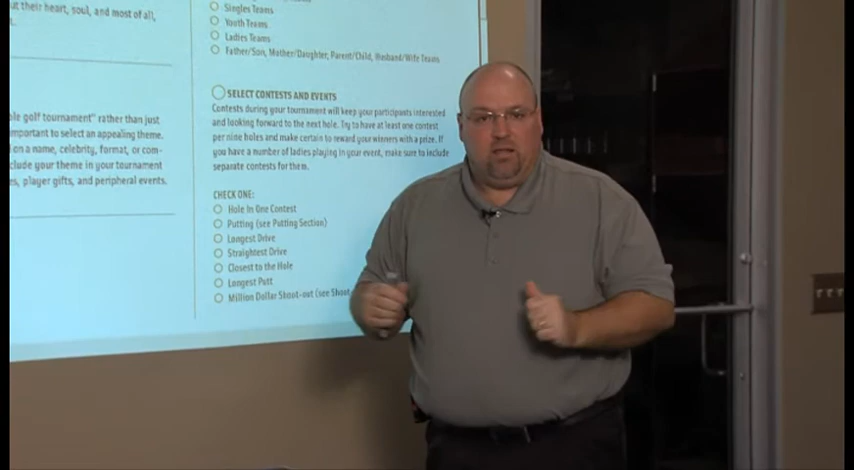 ut their heart, soul, and most of all,
ble golf tournament" rather than just
mportant to select an appealing theme.
on a name, celebrity, format, or com-
clude your theme in your tournament
es, player gifts, and peripheral events.
Singles Teams
Youth Teams
Ladies Teams
Father/Son, Mother/Daughter, Parent/Child, Husband/Wife Teams
SELECT CONTESTS AND EVENTS
Contests during your tournament will keep your participants interested
and looking forward to the next hole. Try to have at least one contest
per nine holes and make certain to reward your winners with a prize. If
you have a number of ladies playing in your event, make sure to include
separate contests for them.
CHECK ONE:
Hole In One Contest
Putting (see Putting Section)
Longest Drive
Straightest Drive
Closest to the Hole
Longest Putt
Million Dollar Shoot-out (see Shoot